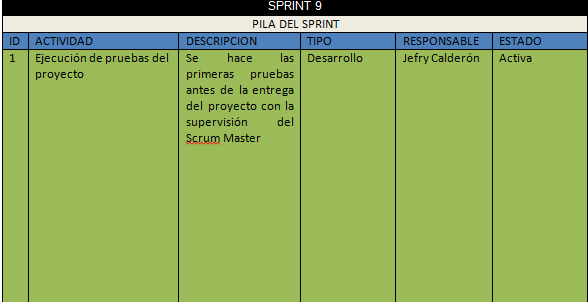 SPRINT 9
PILA DEL SPRINT
ID ACTIVIDAD DESCRIPCION TIPO RESPONSABLE ESTADO
1 Ejecución de pruebas del proyecto Se hace las primeras pruebas antes de la entrega del proyecto con la supervisión del Scrum Master Desarrollo Jefry Calderón Activa